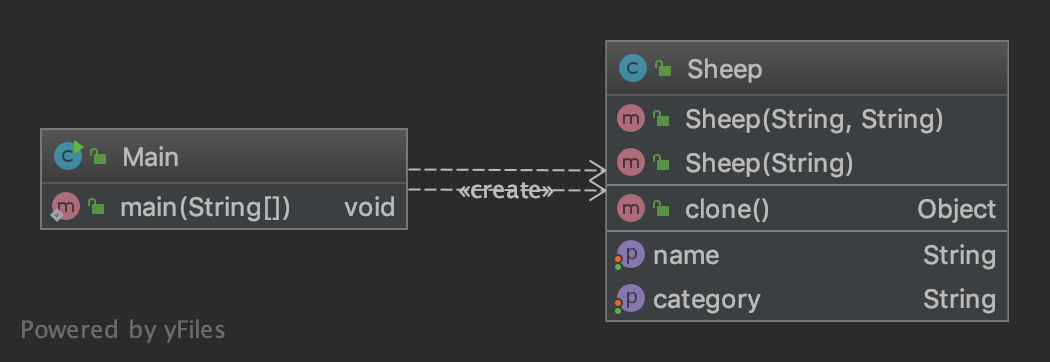 Main
main(String[]) void
«create»
Sheep
Sheep(String, String)
Sheep(String)
clone() Object
name String
category String
Powered by yFiles